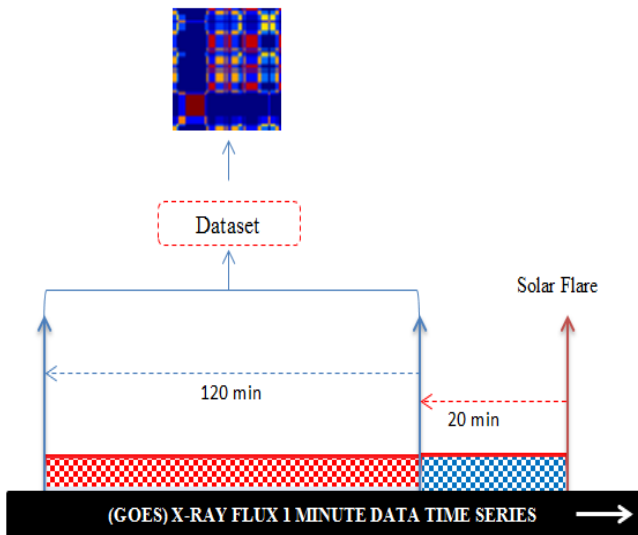 Dataset
Solar Flare
120 min
20 min
(GOES) X-RAY FLUX 1 MINUTE DATA TIME SERIES